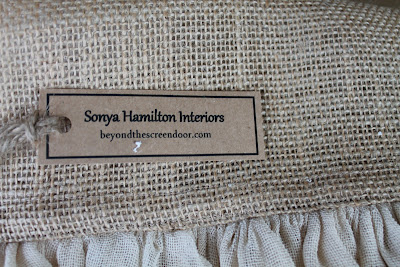 Sonya Hamilton Interiors
beyondthescreendoor.com